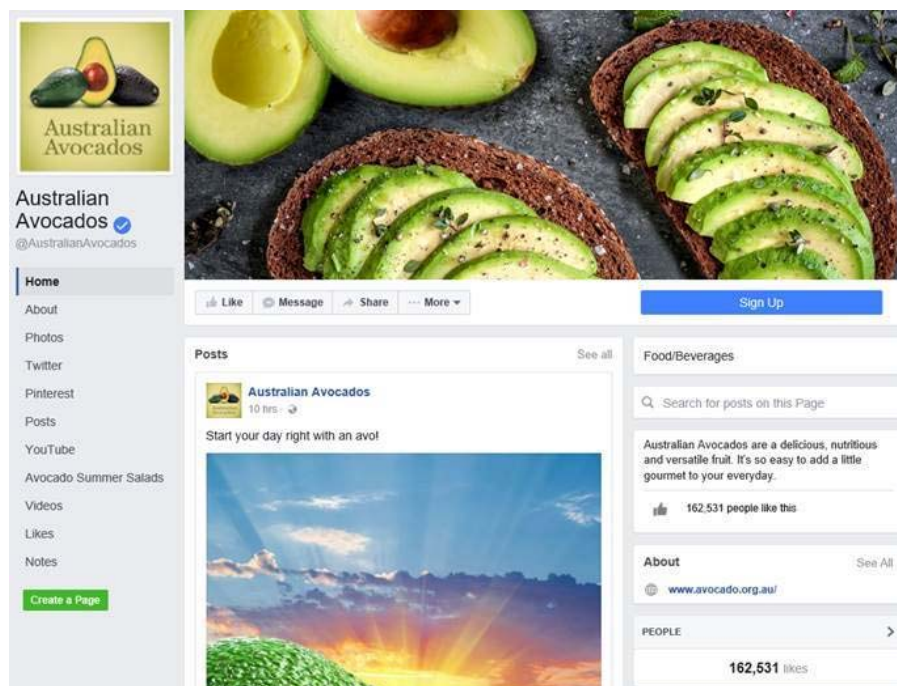 Australian
Avocados
Australian
Avocados
@AustralianAvocados
Home
About
Photos
Twitter
Pinterest
Posts
YouTube
Avocado Summer Salads
Videos
Likes
Notes
Create a Page
Like
Message
Share
··· More
Sign Up
Posts
See all
Australian Avocados
10 hrs ·
Start your day right with an avo!
Food/Beverages
Search for posts on this Page
Australian Avocados are a delicious, nutritious
and versatile fruit. It's so easy to add a little
gourmet to your everyday.
162,531 people like this
About
See All
www.avocado.org.au/
PEOPLE
162,531 likes